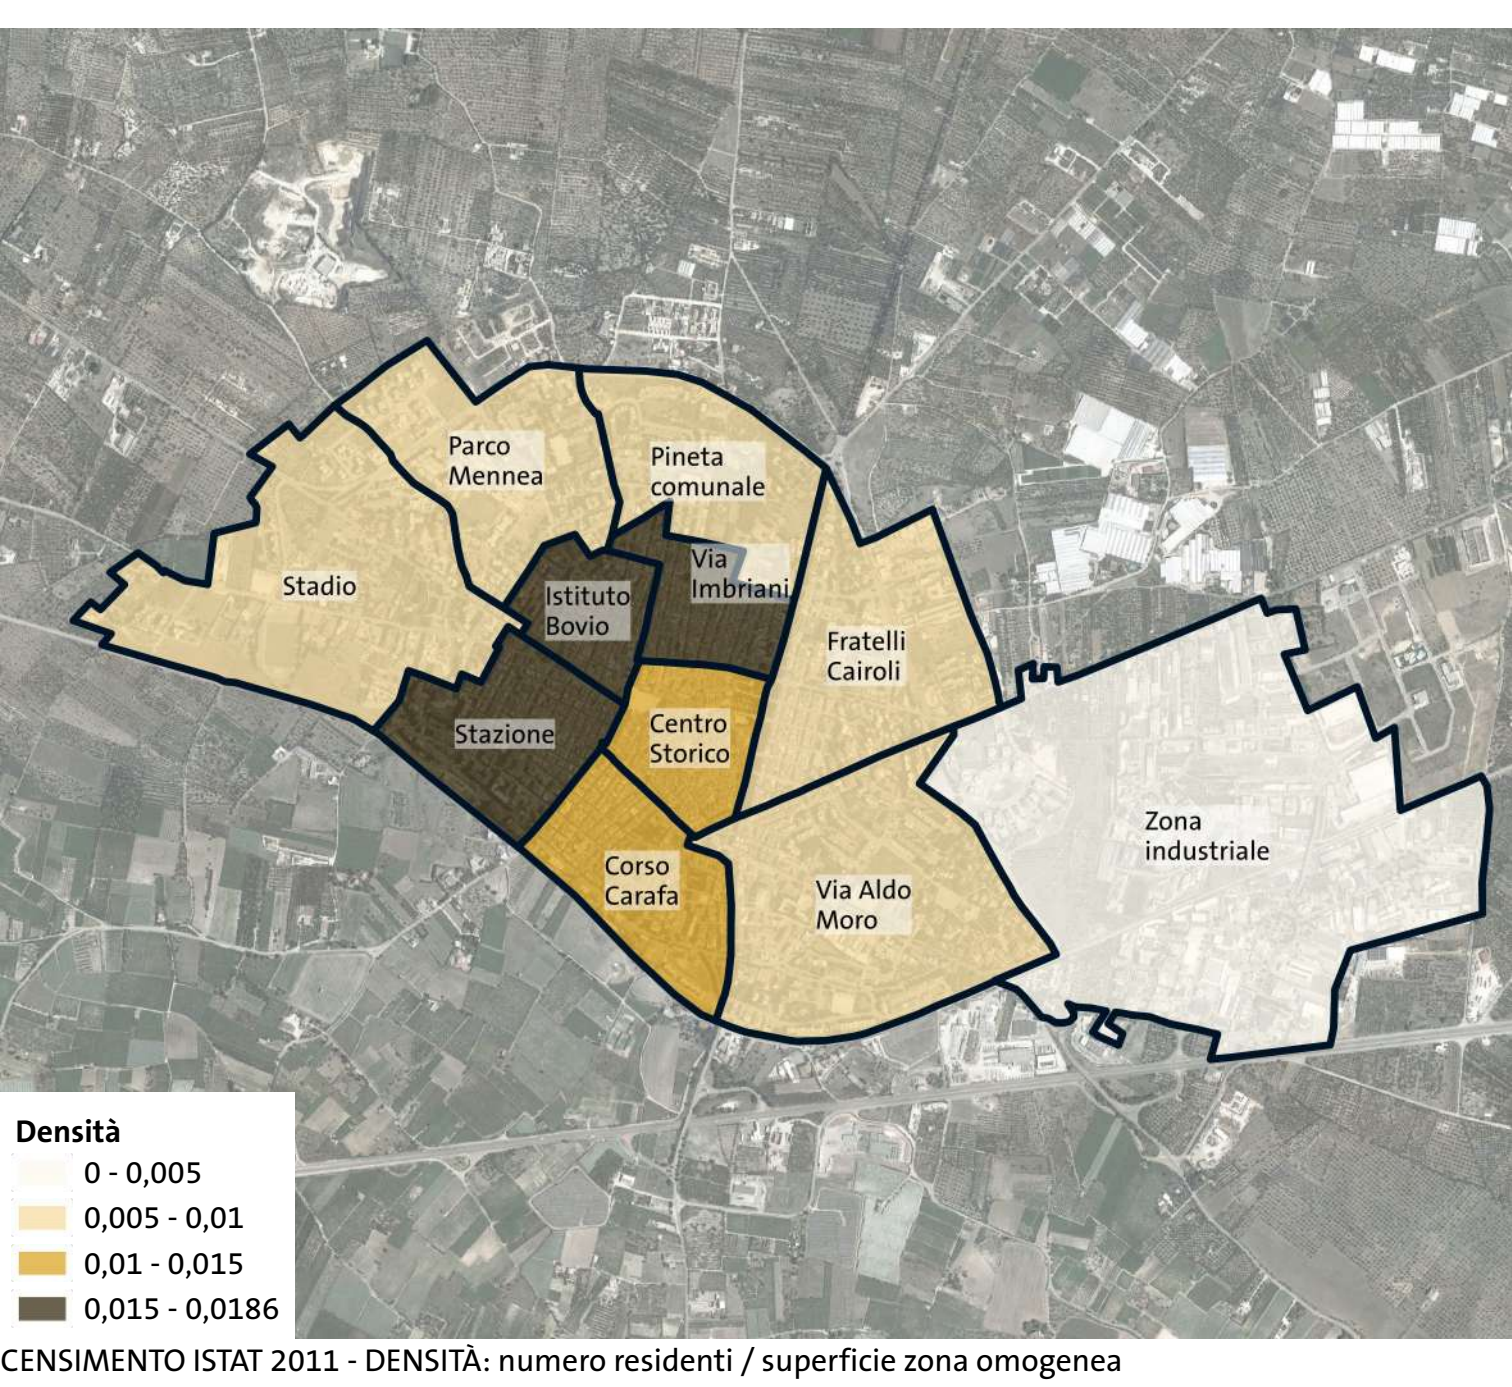 Parco
Mennea
Pineta
comunale
Via
Imbriani
Stadio
Istituto
Bovio
Fratelli
Cairoli
Stazione
Centro
Storico
Zona
industriale
Corso
Carafa
Via Aldo
Moro
Densità
0 - 0,005
0,005 - 0,01
0,01 - 0,015
0,015 - 0,0186
CENSIMENTO ISTAT 2011 - DENSITÀ: numero residenti / superficie zona omogenea